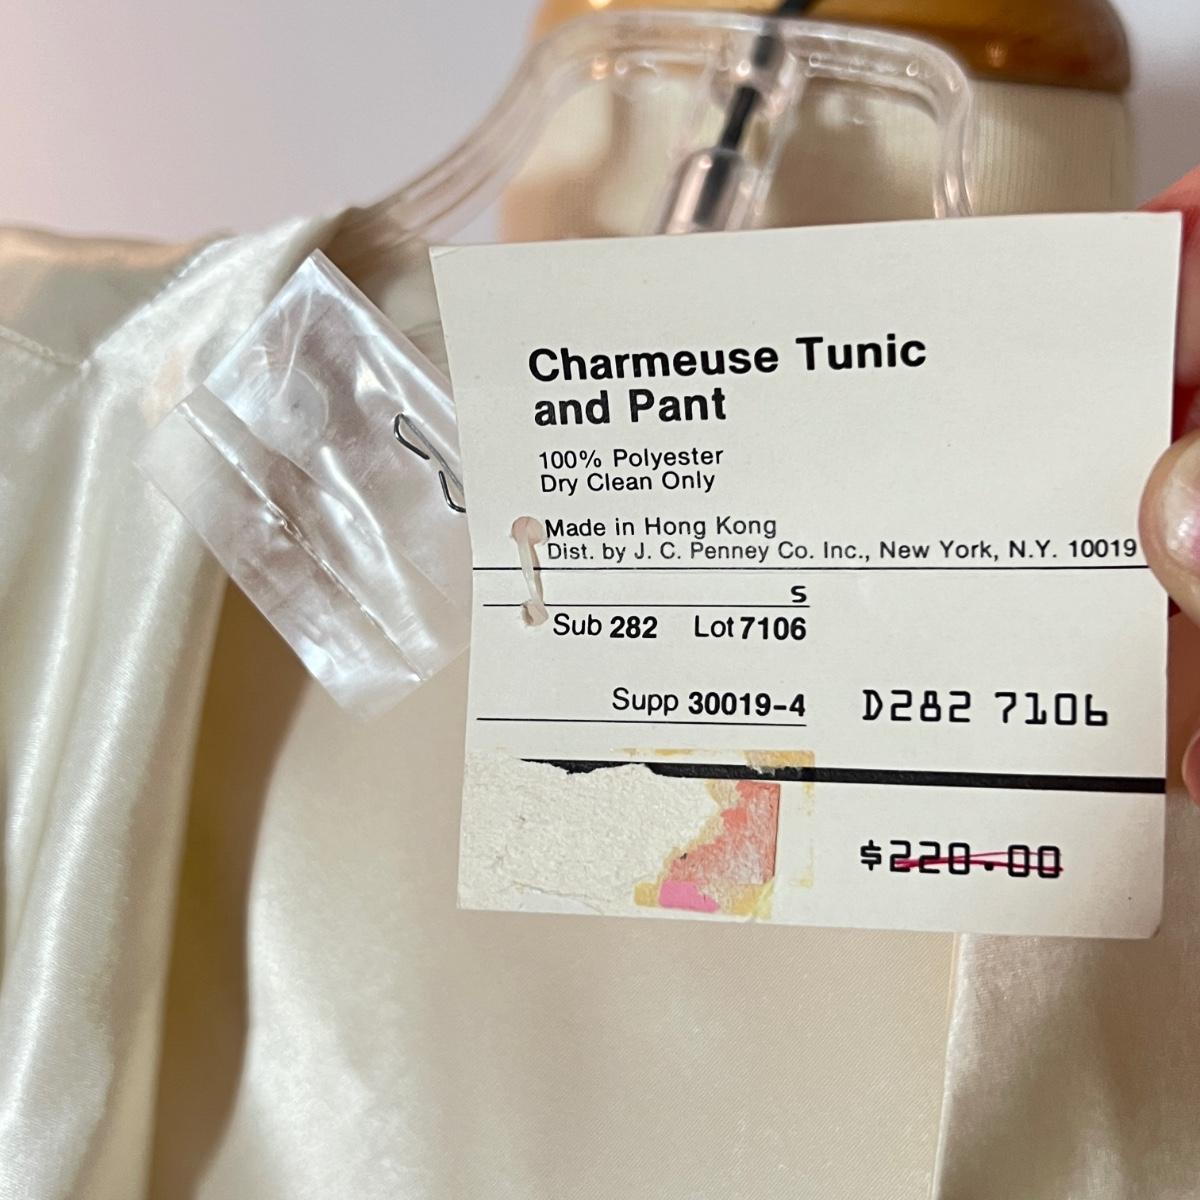 Charmeuse Tunic
and Pant
100% Polyester
Dry Clean Only
Made in Hong Kong
Dist. by J. C. Penney Co. Inc., New York, N.Y. 10019
S
Sub 282 Lot 7106
Supp 30019-4 D282 7106
$220.00